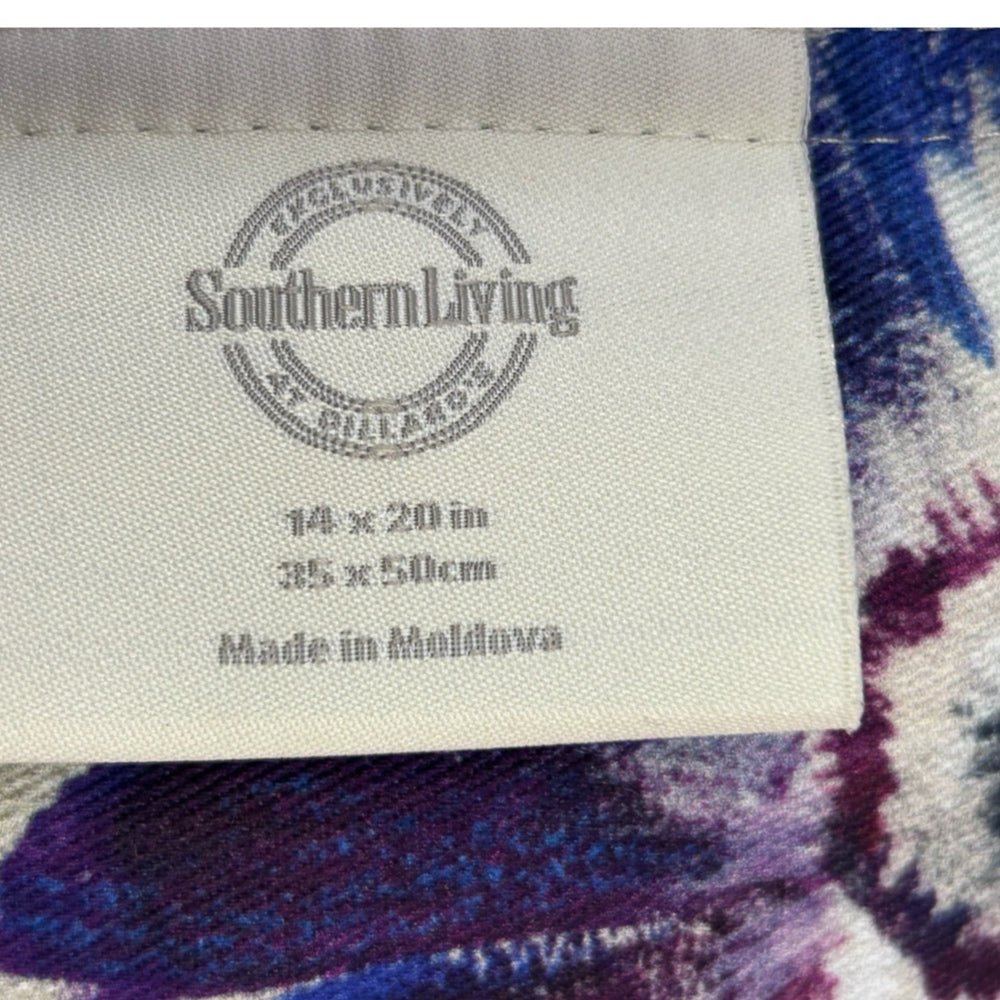 EXCLUSIVELY
Southern Living
AT DILLARD'S
14 x 20 in
35 x 50cm
Made in Moldova